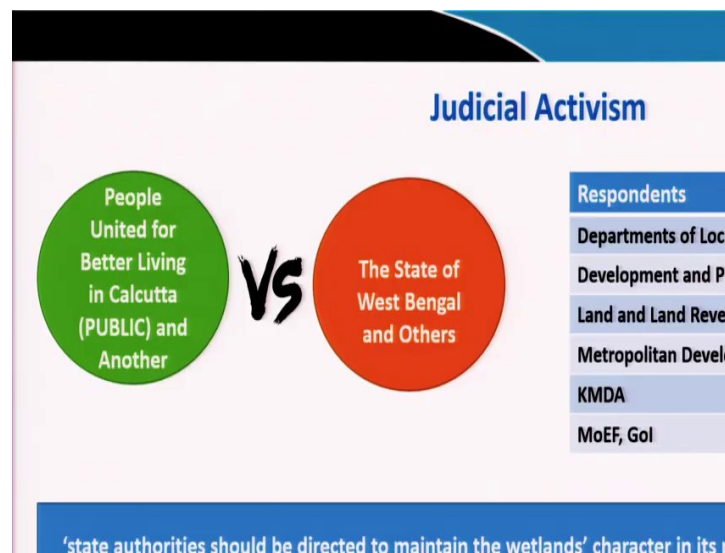 Judicial Activism
People
United for
Better Living
in Calcutta
(PUBLIC) and
Another
VS
The State of
West Bengal
and Others
Respondents
Departments of Loc
Development and P
Land and Land Reve
Metropolitan Develo
KMDA
MoEF, GoI
‘state authorities should be directed to maintain the wetlands’ character in its